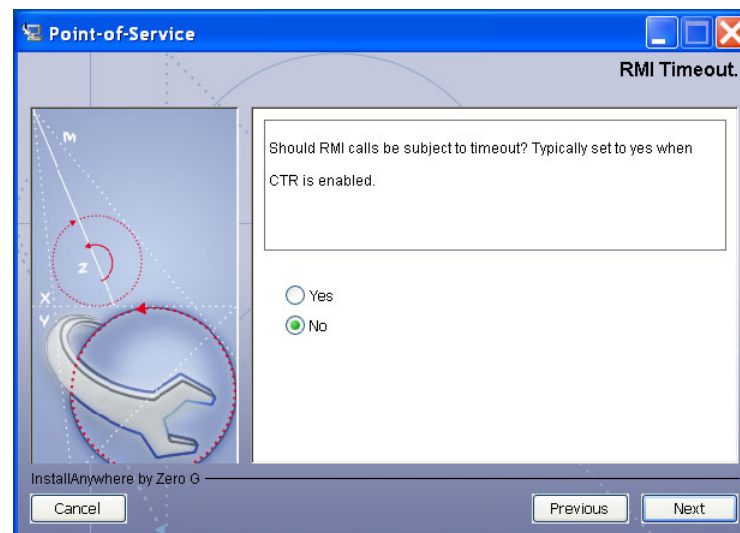 Point-of-Service
RMI Timeout.
M
Z
X
Y
Should RMI calls be subject to timeout? Typically set to yes when
CTR is enabled.
Yes
No
InstallAnywhere by Zero G
Cancel
Previous
Next